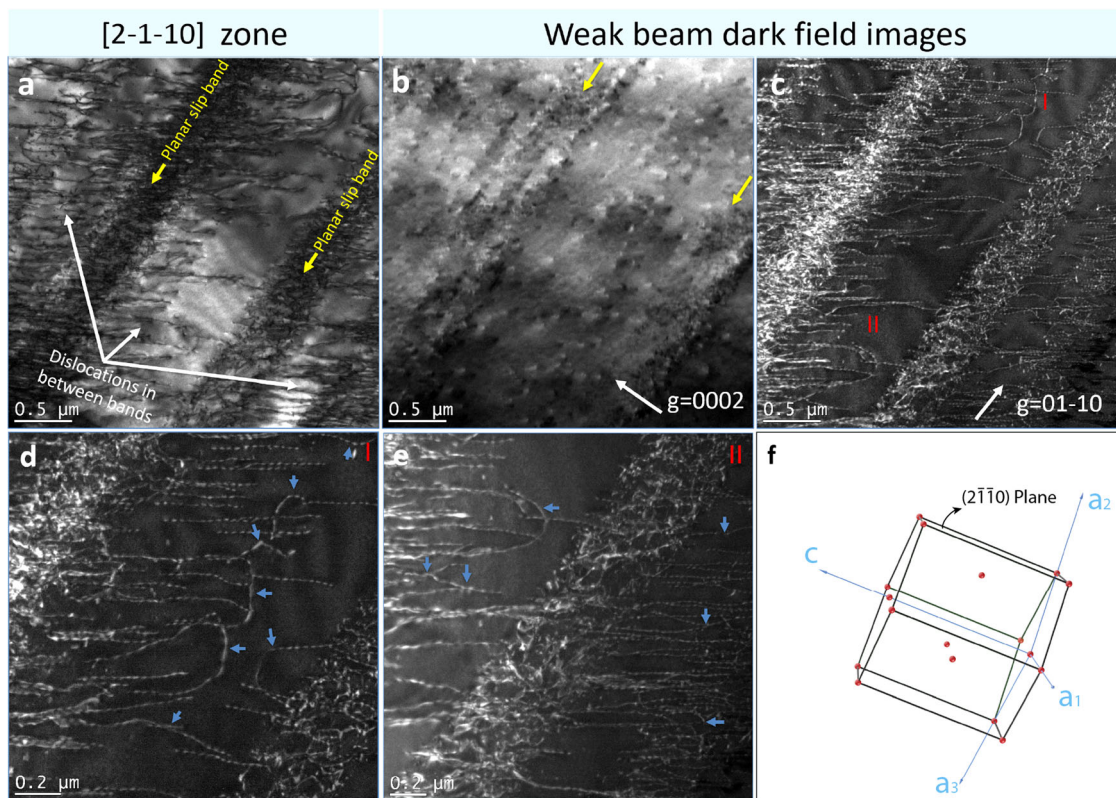 [2-1-10] zone
Weak beam dark field images
a
Planar slip band
Planar slip band
Dislocations in
between bands
0.5 μm
b
g=0002
0.5 μm
c
I
II
g=01-10
0.5 μm
d
I
0.2 μm
e
II
0.2 μm
f
(2̅1̅1̅0) Plane
a₂
c
a₁
a₃